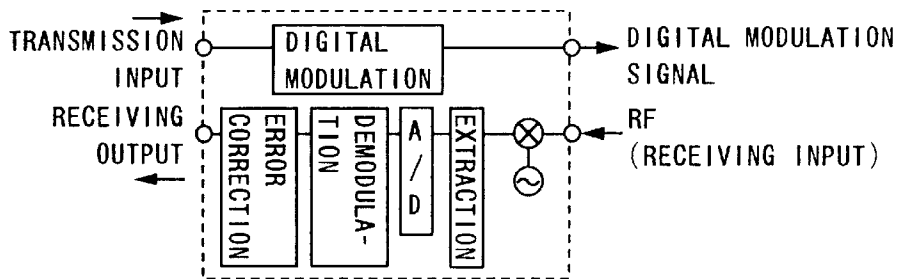 TRANSMISSION
INPUT
DIGITAL
MODULATION
DIGITAL MODULATION
SIGNAL
RECEIVING
OUTPUT
ERROR
CORRECTION
DEMODULA-
TION
A/D
EXTRACTION
RF
(RECEIVING INPUT)